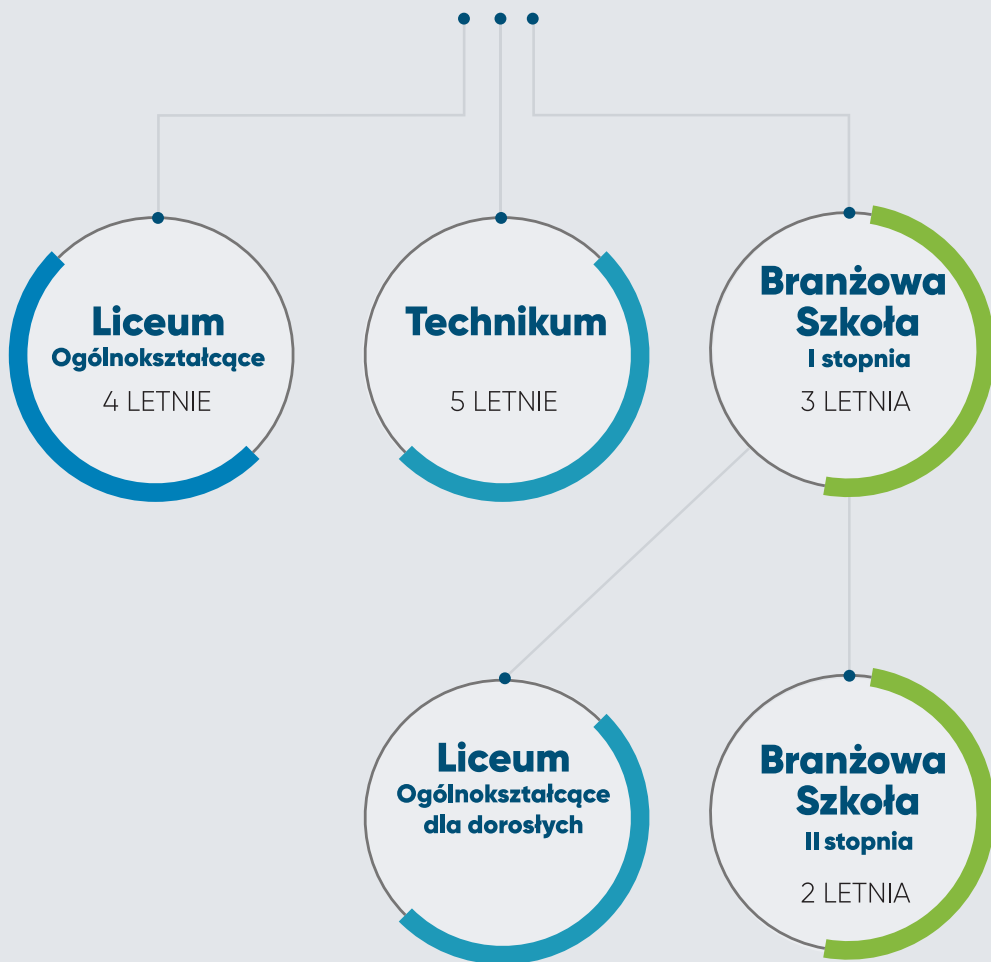 Liceum
Ogólnokształcące
4 LETNIE
Technikum
5 LETNIE
Branżowa
Szkoła
I stopnia
3 LETNIA
Liceum
Ogólnokształcące
dla dorosłych
Branżowa
Szkoła
II stopnia
2 LETNIA